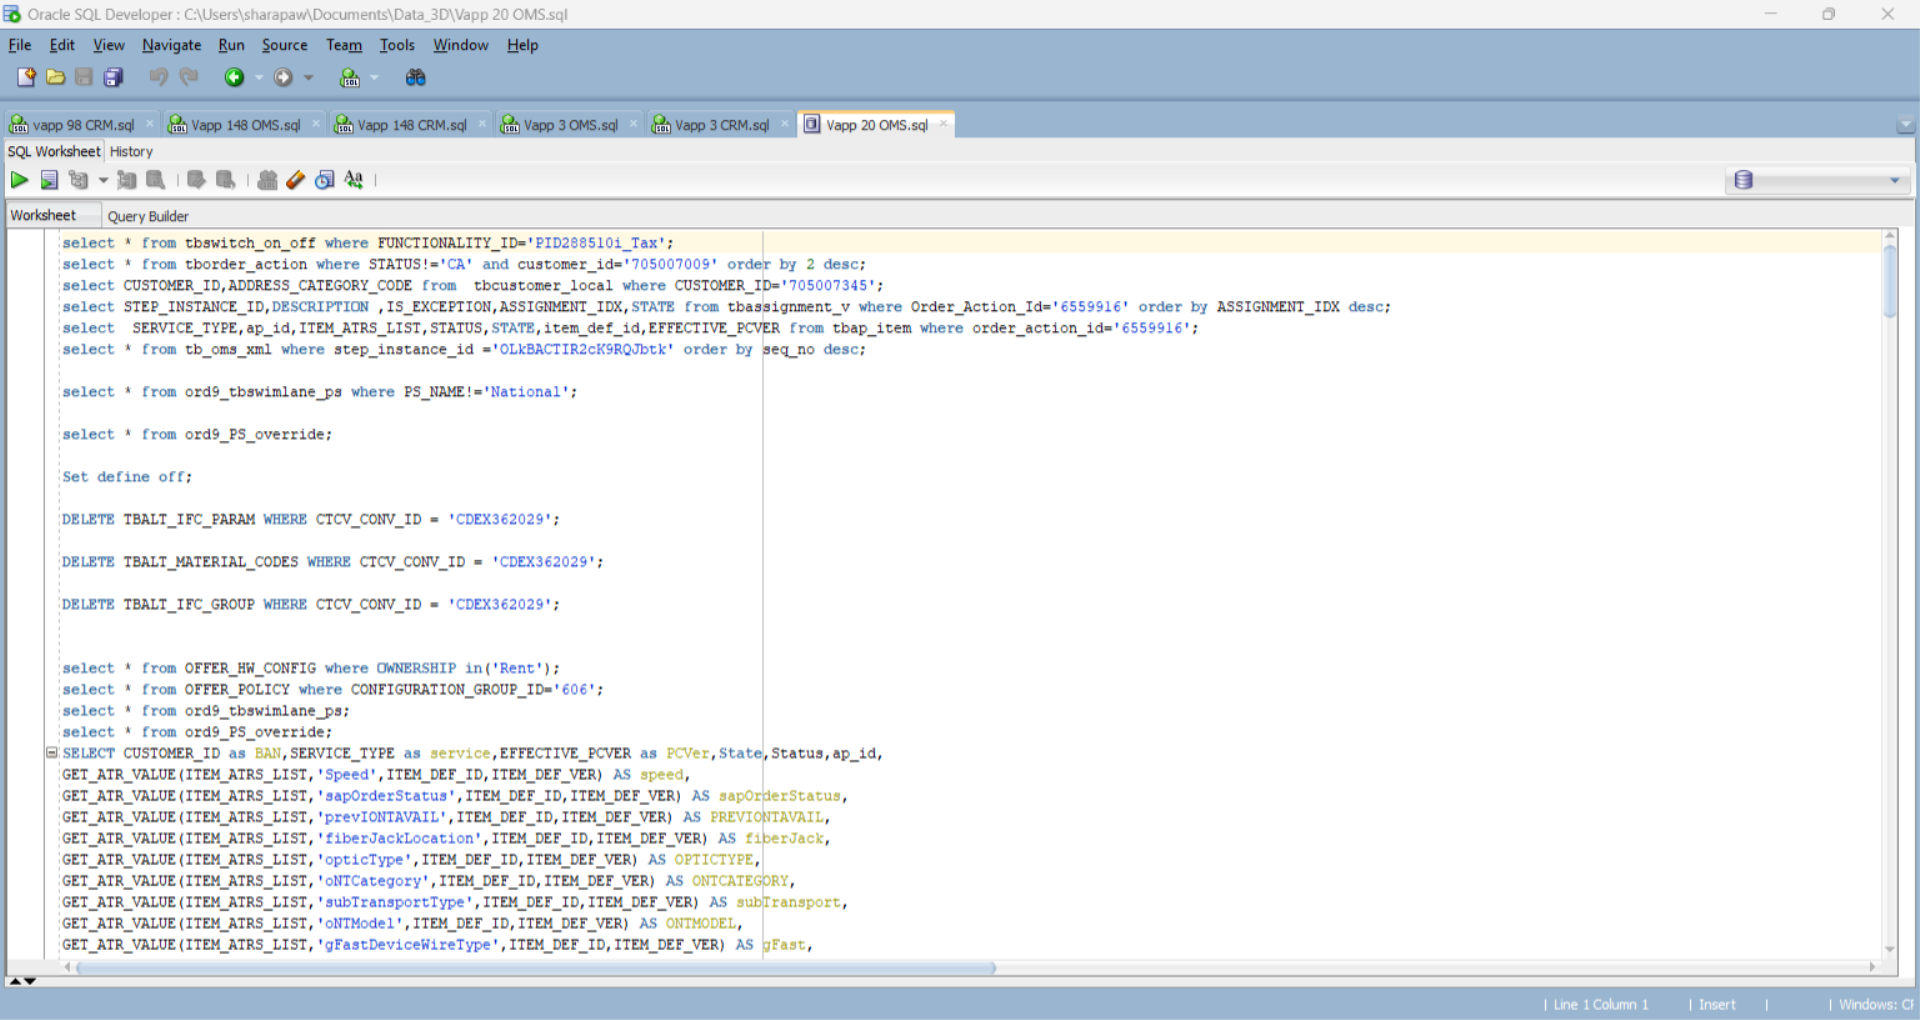 Oracle SQL Developer : C:\Users\sharapaw\Documents\Data_3D\Vapp 20 OMS.sql
File Edit View Navigate Run Source Team Tools Window Help
vapp 98 CRM.sql Vapp 148 OMS.sql Vapp 148 CRM.sql Vapp 3 OMS.sql Vapp 3 CRM.sql Vapp 20 OMS.sql
SQL Worksheet History
Worksheet Query Builder
select * from tbswitch_on_off where FUNCTIONALITY_ID='PID288510i_Tax';
select * from tborder_action where STATUS!='CA' and customer_id='705007009' order by 2 desc;
select CUSTOMER_ID,ADDRESS_CATEGORY_CODE from  tbcustomer_local where CUSTOMER_ID='705007345';
select STEP_INSTANCE_ID,DESCRIPTION ,IS_EXCEPTION,ASSIGNMENT_IDX,STATE from tbassignment_v where Order_Action_Id='6559916' order by ASSIGNMENT_IDX desc;
select  SERVICE_TYPE,ap_id,ITEM_ATRS_LIST,STATUS,STATE,item_def_id,EFFECTIVE_PCVER from tbap_item where order_action_id='6559916';
select * from tb_oms_xml where step_instance_id ='OLkBACTIR2cK9RQJbtk' order by seq_no desc;
select * from ord9_tbswimlane_ps where PS_NAME!='National';
select * from ord9_PS_override;
Set define off;
DELETE TBALT_IFC_PARAM WHERE CTCV_CONV_ID = 'CDEX362029';
DELETE TBALT_MATERIAL_CODES WHERE CTCV_CONV_ID = 'CDEX362029';
DELETE TBALT_IFC_GROUP WHERE CTCV_CONV_ID = 'CDEX362029';
select * from OFFER_HW_CONFIG where OWNERSHIP in('Rent');
select * from OFFER_POLICY where CONFIGURATION_GROUP_ID='606';
select * from ord9_tbswimlane_ps;
select * from ord9_PS_override;
SELECT CUSTOMER_ID as BAN,SERVICE_TYPE as service,EFFECTIVE_PCVER as PCVer,State,Status,ap_id,
GET_ATR_VALUE(ITEM_ATRS_LIST,'Speed',ITEM_DEF_ID,ITEM_DEF_VER) AS speed,
GET_ATR_VALUE(ITEM_ATRS_LIST,'sapOrderStatus',ITEM_DEF_ID,ITEM_DEF_VER) AS sapOrderStatus,
GET_ATR_VALUE(ITEM_ATRS_LIST,'prevIONTAVAIL',ITEM_DEF_ID,ITEM_DEF_VER) AS PREVIONTAVAIL,
GET_ATR_VALUE(ITEM_ATRS_LIST,'fiberJackLocation',ITEM_DEF_ID,ITEM_DEF_VER) AS fiberJack,
GET_ATR_VALUE(ITEM_ATRS_LIST,'opticType',ITEM_DEF_ID,ITEM_DEF_VER) AS OPTICTYPE,
GET_ATR_VALUE(ITEM_ATRS_LIST,'oNTCategory',ITEM_DEF_ID,ITEM_DEF_VER) AS ONTCATEGORY,
GET_ATR_VALUE(ITEM_ATRS_LIST,'subTransportType',ITEM_DEF_ID,ITEM_DEF_VER) AS subTransport,
GET_ATR_VALUE(ITEM_ATRS_LIST,'oNTModel',ITEM_DEF_ID,ITEM_DEF_VER) AS ONTMODEL,
GET_ATR_VALUE(ITEM_ATRS_LIST,'gFastDeviceWireType',ITEM_DEF_ID,ITEM_DEF_VER) AS gFast,
Line 1 Column 1 | Insert | | Windows: